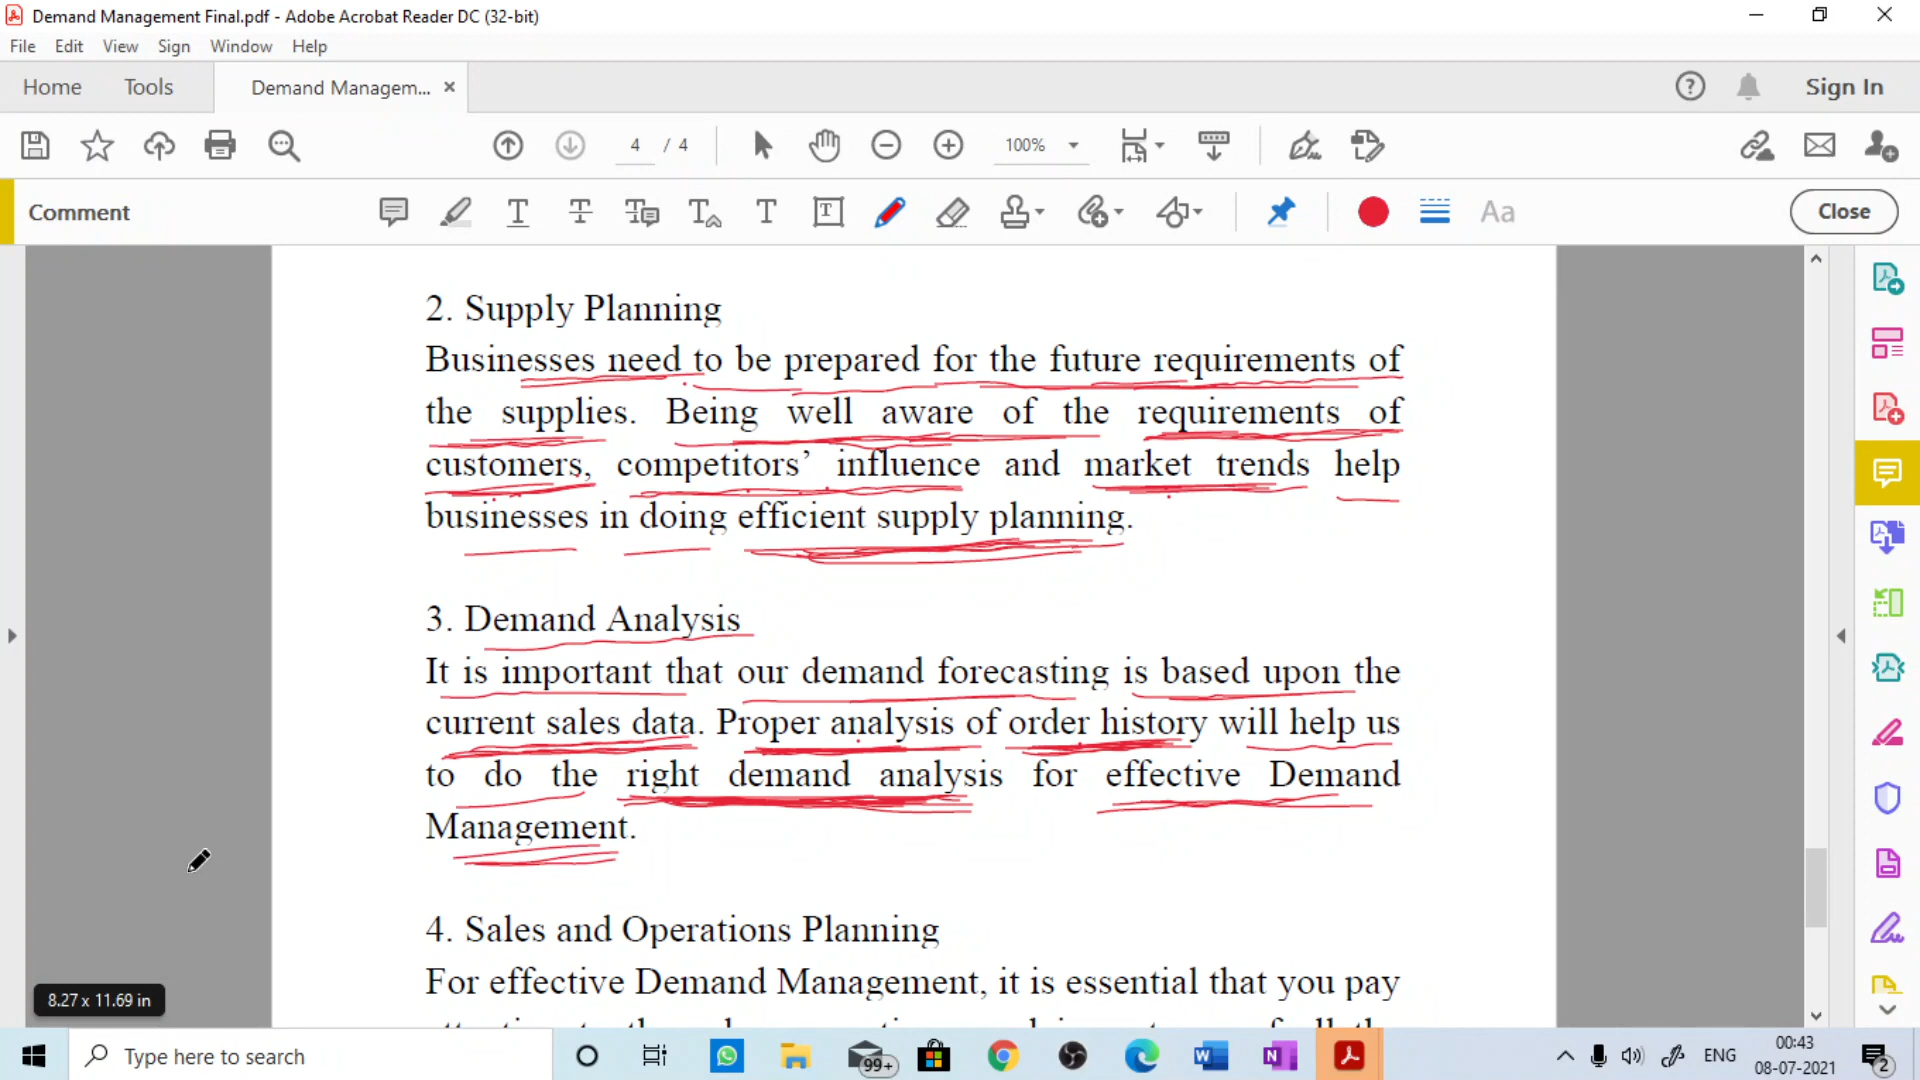 Demand Management Final.pdf - Adobe Acrobat Reader DC (32-bit)
File Edit View Sign Window Help
Home Tools Demand Managem... Sign In
4 / 4 100%
Comment Close
2. Supply Planning
Businesses need to be prepared for the future requirements of
the supplies. Being well aware of the requirements of
customers, competitors’ influence and market trends help
businesses in doing efficient supply planning.
3. Demand Analysis
It is important that our demand forecasting is based upon the
current sales data. Proper analysis of order history will help us
to do the right demand analysis for effective Demand
Management.
4. Sales and Operations Planning
For effective Demand Management, it is essential that you pay
8.27 x 11.69 in
Type here to search 99+ ENG 00:43
08-07-2021 2